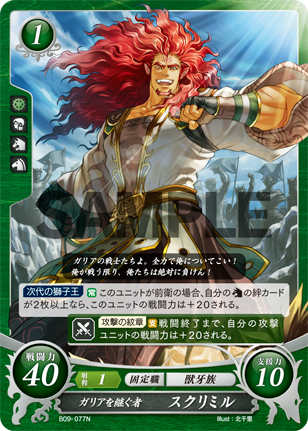 1
SAMPLE
ガリアの戦士たちよ。全力で俺についてこい!
俺が戦う限り、俺たちは絶対に負けん!
次代の獅子王 常 このユニットが前衛の場合、自分の の絆カー
ドが2枚以上なら、このユニットの戦闘力は+20される。
攻撃の紋章 支 戦闘終了まで、自分の攻撃
ユニットの戦闘力は+20される。
戦闘力
40
射程 1
固定職
獣牙族
支援力
10
ガリアを継ぐ者 スクリミル
B09-077N
Illust:北千里